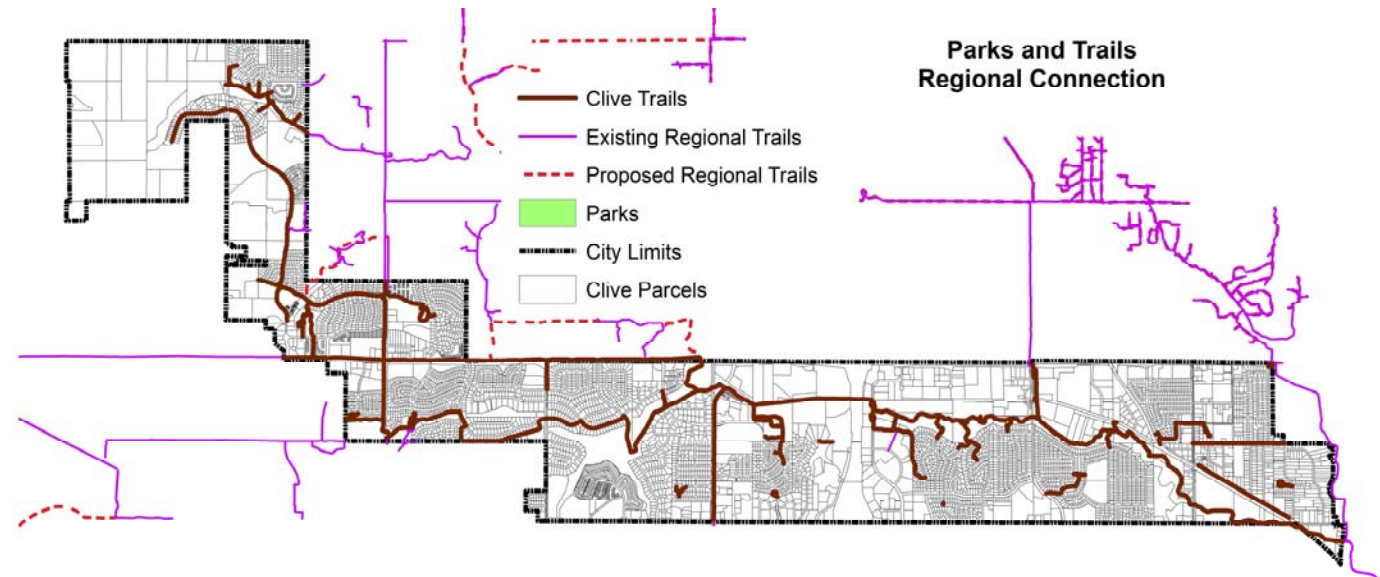 Parks and Trails
Regional Connection
Clive Trails
Existing Regional Trails
Proposed Regional Trails
Parks
City Limits
Clive Parcels